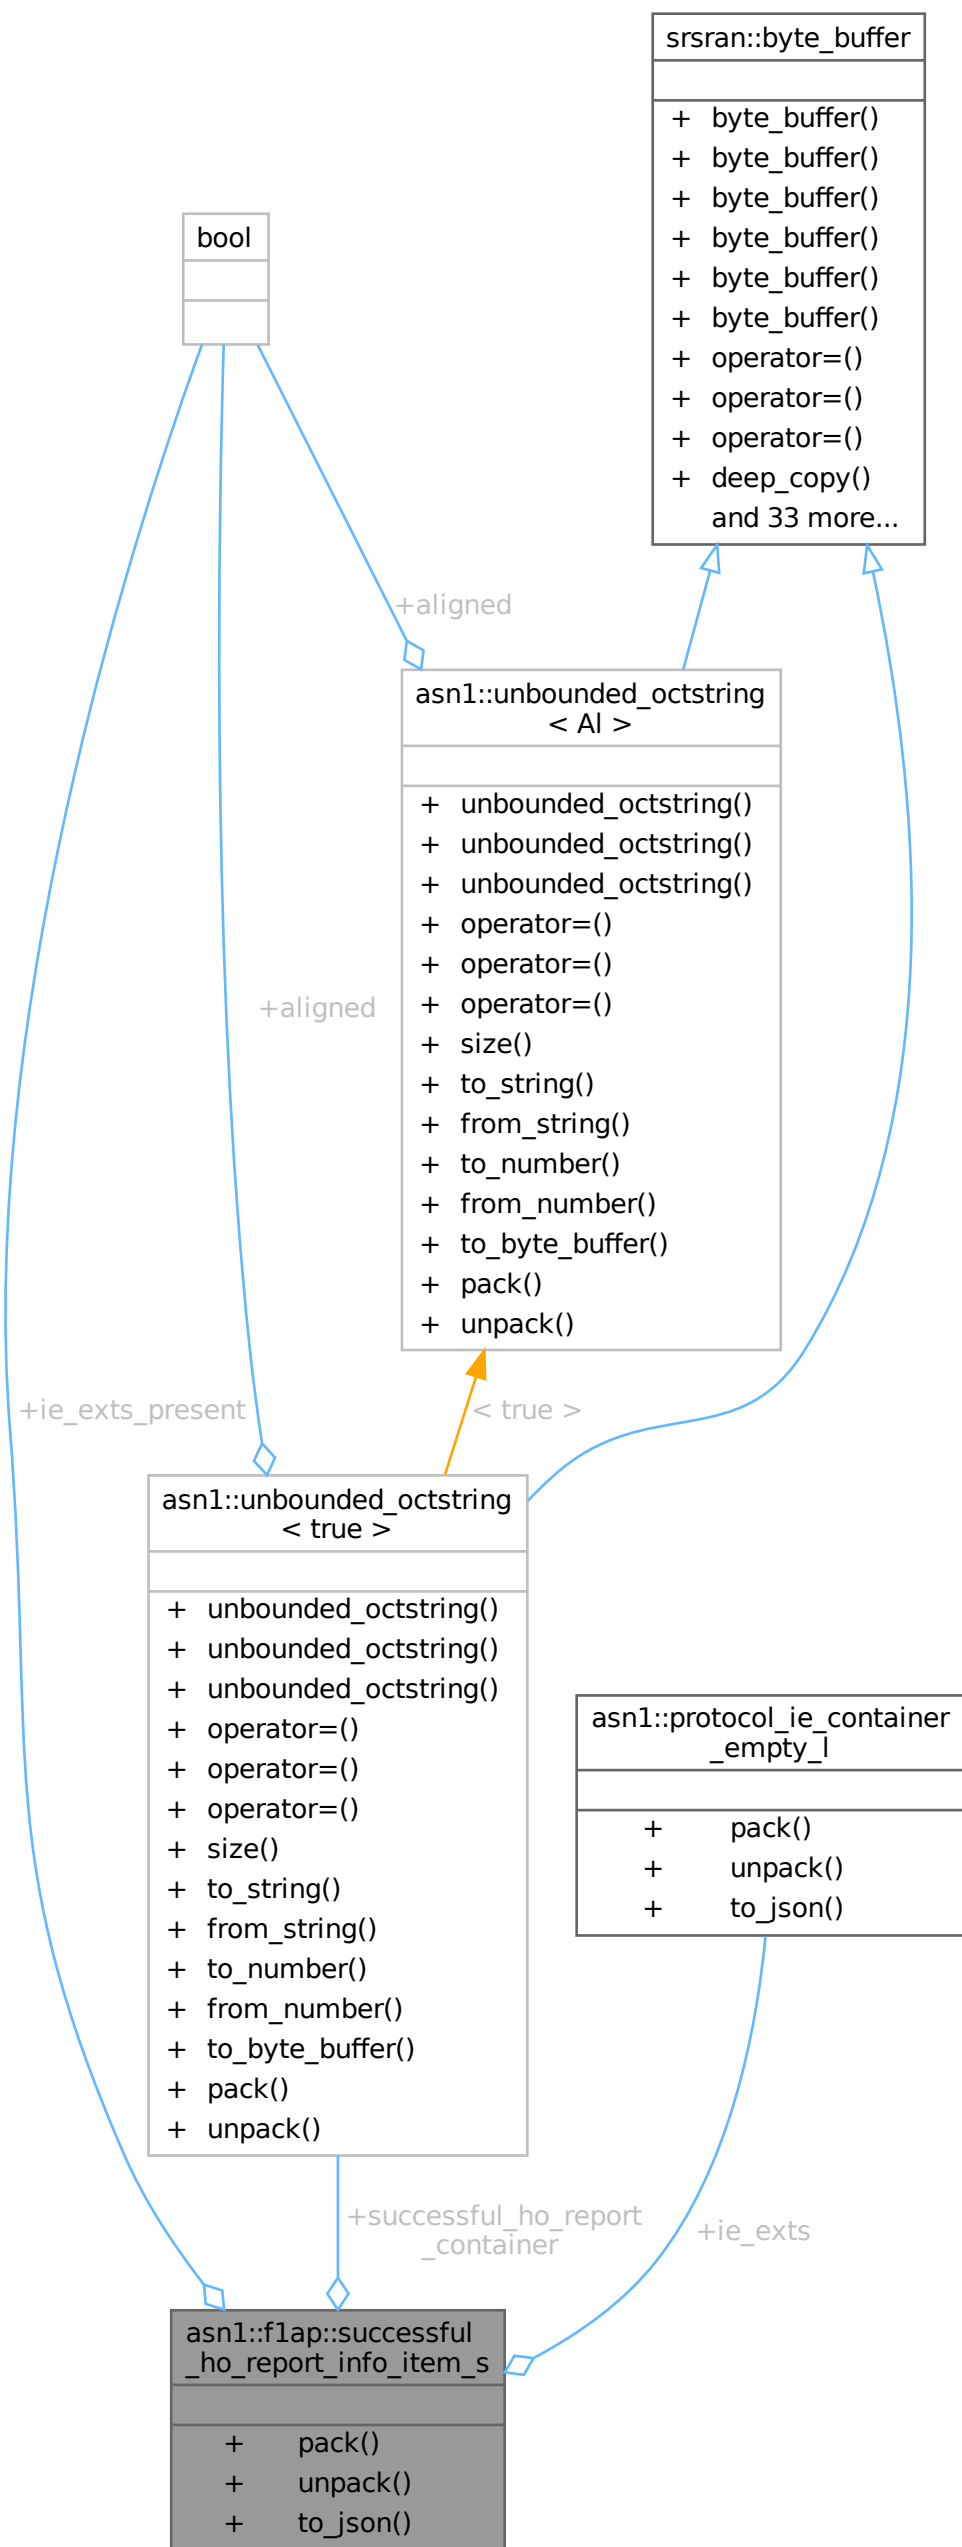 srsran::byte_buffer
+ byte_buffer()
+ byte_buffer()
+ byte_buffer()
+ byte_buffer()
+ byte_buffer()
+ byte_buffer()
+ operator=()
+ operator=()
+ operator=()
+ deep_copy()
and 33 more...
bool
+aligned
asn1::unbounded_octstring
< Al >
+ unbounded_octstring()
+ unbounded_octstring()
+ unbounded_octstring()
+ operator=()
+ operator=()
+ operator=()
+ size()
+ to_string()
+ from_string()
+ to_number()
+ from_number()
+ to_byte_buffer()
+ pack()
+ unpack()
+aligned
+ie_exts_present
< true >
asn1::unbounded_octstring
< true >
+ unbounded_octstring()
+ unbounded_octstring()
+ unbounded_octstring()
+ operator=()
+ operator=()
+ operator=()
+ size()
+ to_string()
+ from_string()
+ to_number()
+ from_number()
+ to_byte_buffer()
+ pack()
+ unpack()
asn1::protocol_ie_container
_empty_l
+ pack()
+ unpack()
+ to_json()
+successful_ho_report
_container
+ie_exts
asn1::f1ap::successful
_ho_report_info_item_s
+ pack()
+ unpack()
+ to_json()